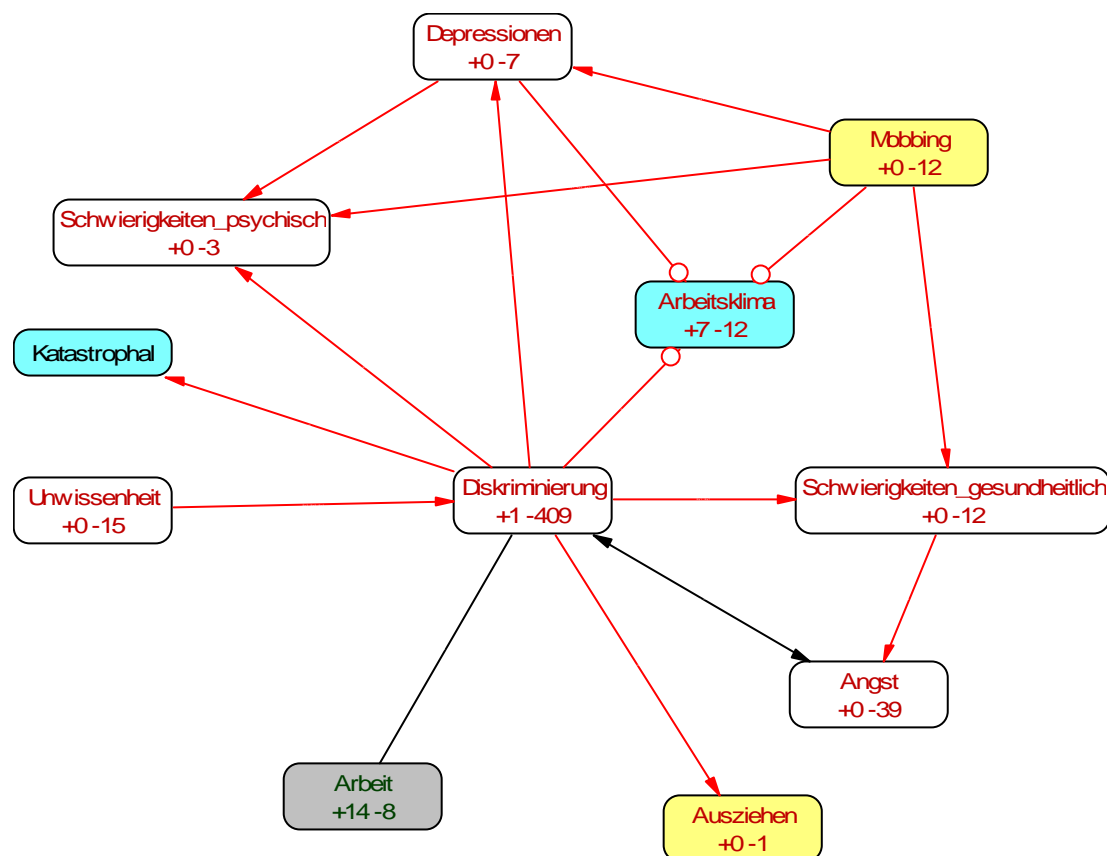 Depressionen
+0 -7
Mobbing
+0 -12
Schwierigkeiten_psychisch
+0 -3
Arbeitsklima
+7 -12
Katastrophal
Unwissenheit
+0 -15
Diskriminierung
+1 -409
Schwierigkeiten_gesundheitlich
+0 -12
Angst
+0 -39
Arbeit
+14 -8
Ausziehen
+0 -1